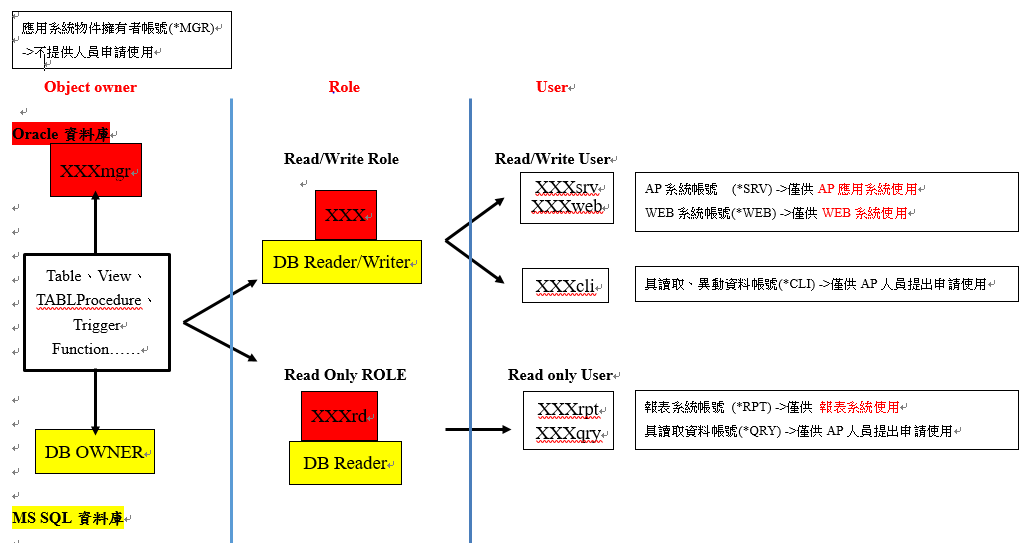 應用系統物件擁有者帳號(*MGR)
->不提供人員申請使用
Object owner
Role
User
Oracle 資料庫
XXXmgr
Table、View、
TABLProcedure、
Trigger
Function……
DB OWNER
MS SQL 資料庫
Read/Write Role
XXX
DB Reader/Writer
Read Only ROLE
XXXrd
DB Reader
Read/Write User
XXXsrv
XXXweb
XXXcli
Read only User
XXXrpt
XXXqry
AP 系統帳號 (*SRV) ->僅供 AP 應用系統使用
WEB 系統帳號(*WEB) ->僅供 WEB 系統使用
具讀取、異動資料帳號(*CLI) ->僅供 AP 人員提出申請使用
報表系統帳號 (*RPT) ->僅供 報表系統使用
具讀取資料帳號(*QRY) ->僅供 AP 人員提出申請使用